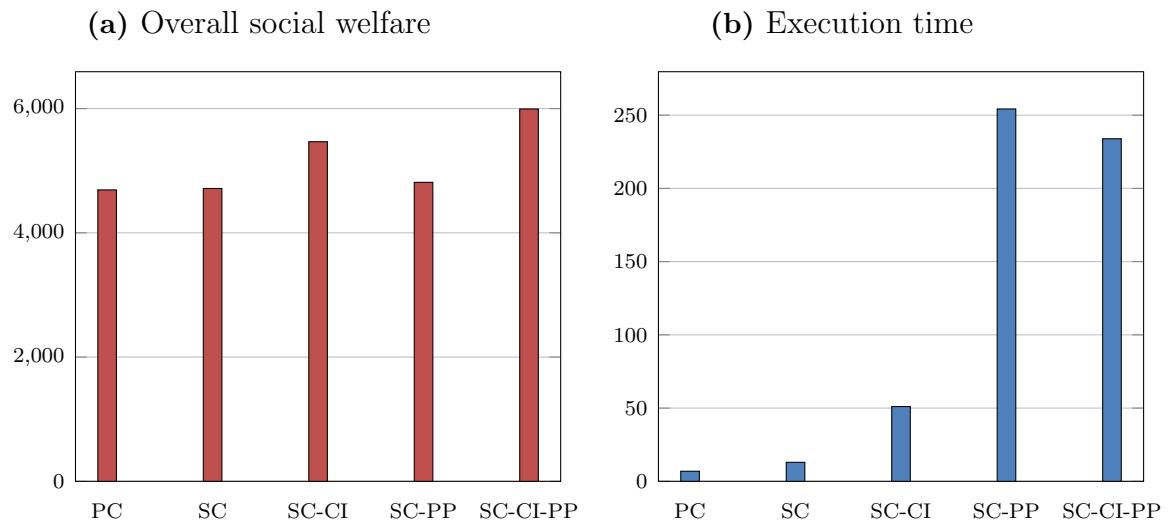 (a) Overall social welfare
6,000
4,000
2,000
0
PC SC SC-CI SC-PP SC-CI-PP
(b) Execution time
250
200
150
100
50
0
PC SC SC-CI SC-PP SC-CI-PP